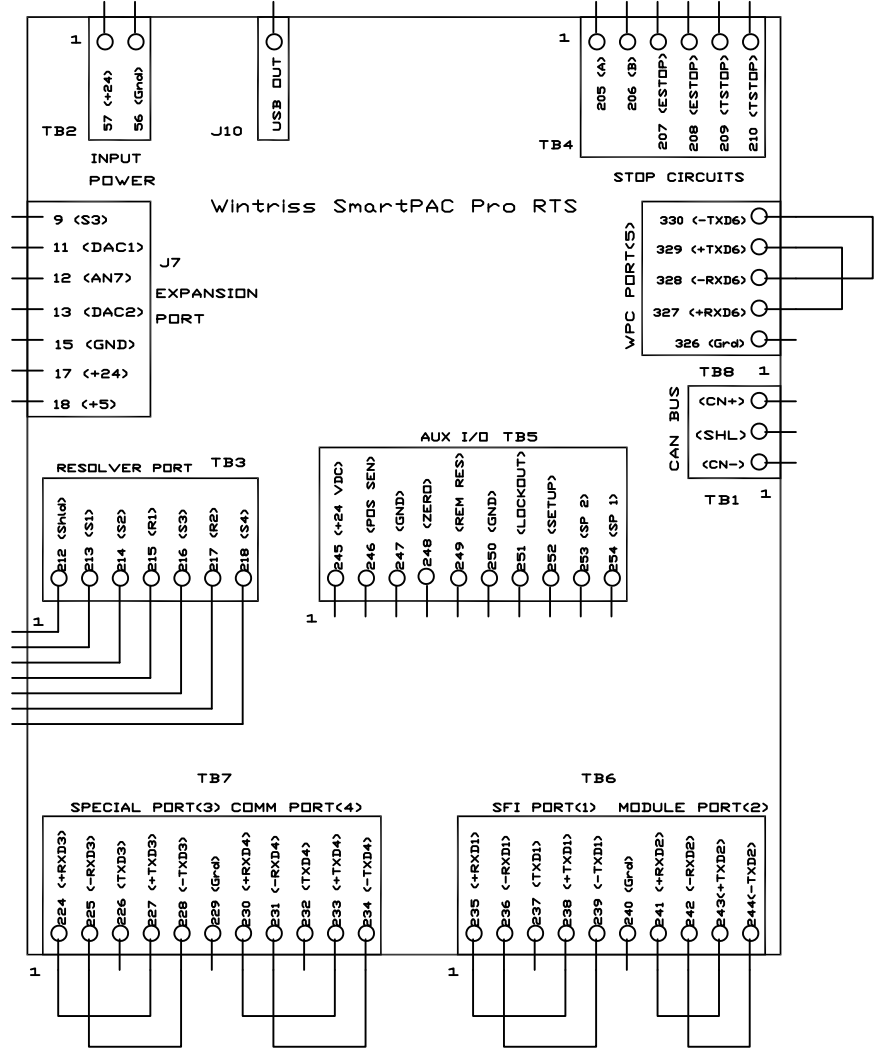 1
57 (+24)
56 (Gnd)
TB2
INPUT
POWER
USB OUT
J10
1
205 (A)
206 (B)
207 (ESTOP)
208 (ESTOP)
209 (TSTOP)
210 (TSTOP)
TB4
STOP CIRCUITS
Wintriss SmartPAC Pro RTS
9 (S3)
11 (DAC1)
12 (AN7)
13 (DAC2)
15 (GND)
17 (+24)
18 (+5)
J7
EXPANSION
PORT
WPC PORT(5)
330 (-TXD6)
329 (+TXD6)
328 (-RXD6)
327 (+RXD6)
326 (Grd)
TB8 1
CAN BUS
(CN+)
(SHL)
(CN-)
TB1 1
RESOLVER PORT TB3
212 (Shld)
213 (S1)
214 (S2)
215 (R1)
216 (S3)
217 (R2)
218 (S4)
1
AUX I/O TB5
245 (+24 VDC)
246 (POS SEN)
247 (GND)
248 (ZERO)
249 (REM RES)
250 (GND)
251 (LOCKOUT)
252 (SETUP)
253 (SP 2)
254 (SP 1)
1
TB7
SPECIAL PORT(3) COMM PORT(4)
224 (+RXD3)
225 (-RXD3)
226 (TXD3)
227 (+TXD3)
228 (-TXD3)
229 (Grd)
230 (+RXD4)
231 (-RXD4)
232 (TXD4)
233 (+TXD4)
234 (-TXD4)
1
TB6
SFI PORT(1) MODULE PORT(2)
235 (+RXD1)
236 (-RXD1)
237 (TXD1)
238 (+TXD1)
239 (-TXD1)
240 (Grd)
241 (+RXD2)
242 (-RXD2)
243(+TXD2)
244(-TXD2)
1